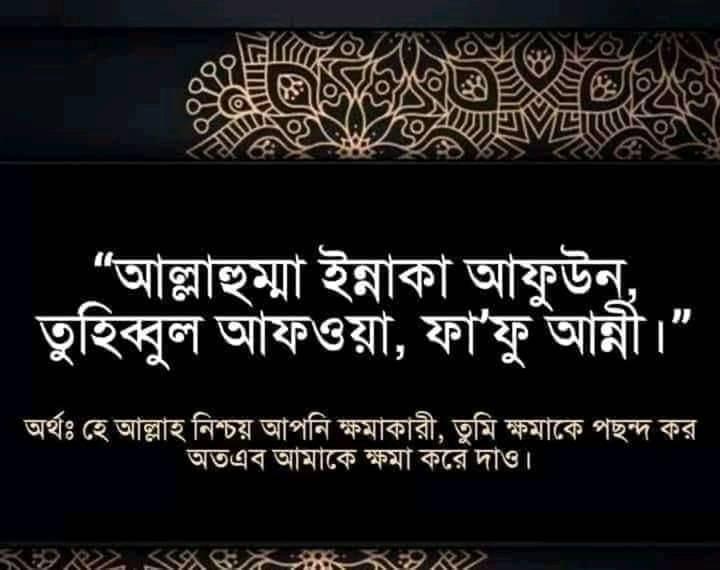 “আল্লাহুম্মা ইন্নাকা আফুউন,
তুহিব্বুল আফওয়া, ফা’ফু আন্নী।”
অর্থঃ হে আল্লাহ নিশ্চয় আপনি ক্ষমাকারী, তুমি ক্ষমাকে পছন্দ কর
অতএব আমাকে ক্ষমা করে দাও।